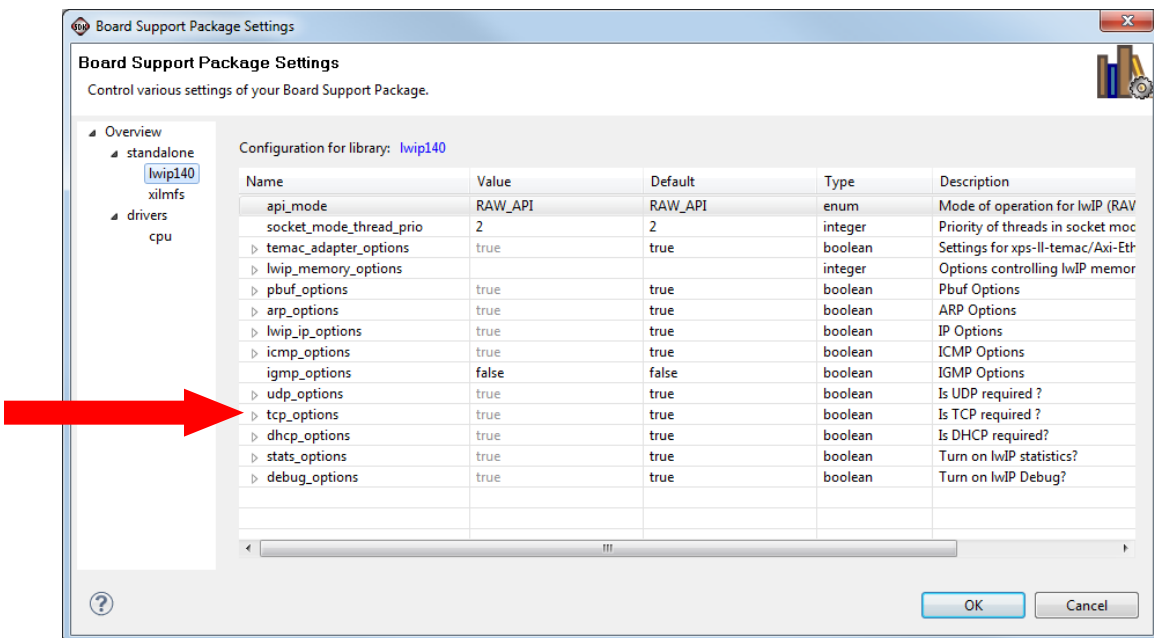 SDK Board Support Package Settings
Board Support Package Settings
Control various settings of your Board Support Package.
Overview
standalone
lwip140
xilmfs
drivers
cpu
Configuration for library: lwip140
Name Value Default Type Description
api_mode RAW_API RAW_API enum Mode of operation for lwIP (RAW
socket_mode_thread_prio 2 2 integer Priority of threads in socket mod
temac_adapter_options true true boolean Settings for xps-ll-temac/Axi-Eth
lwip_memory_options integer Options controlling lwIP memor
pbuf_options true true boolean Pbuf Options
arp_options true true boolean ARP Options
lwip_ip_options true true boolean IP Options
icmp_options true true boolean ICMP Options
igmp_options false false boolean IGMP Options
udp_options true true boolean Is UDP required ?
tcp_options true true boolean Is TCP required ?
dhcp_options true true boolean Is DHCP required?
stats_options true true boolean Turn on lwIP statistics?
debug_options true true boolean Turn on lwIP Debug?
? OK Cancel